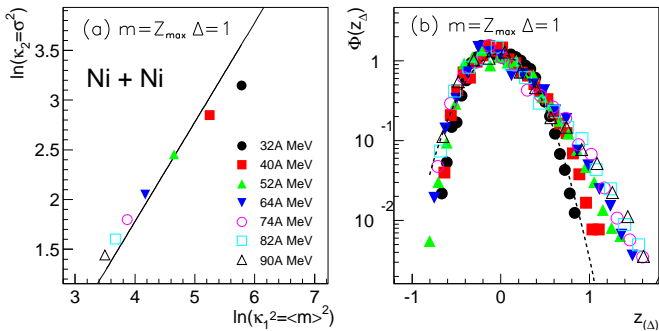 (a) m=Z_max Δ=1
Ni + Ni
ln(κ₂=σ²)
3.5
3
2.5
2
1.5
32A MeV
40A MeV
52A MeV
64A MeV
74A MeV
82A MeV
90A MeV
3 4 5 6 7
ln(κ₁²=<m>²)
(b) m=Z_max Δ=1
Φ(z_Δ)
1
10⁻¹
10⁻²
-1 0 1
z_(Δ)